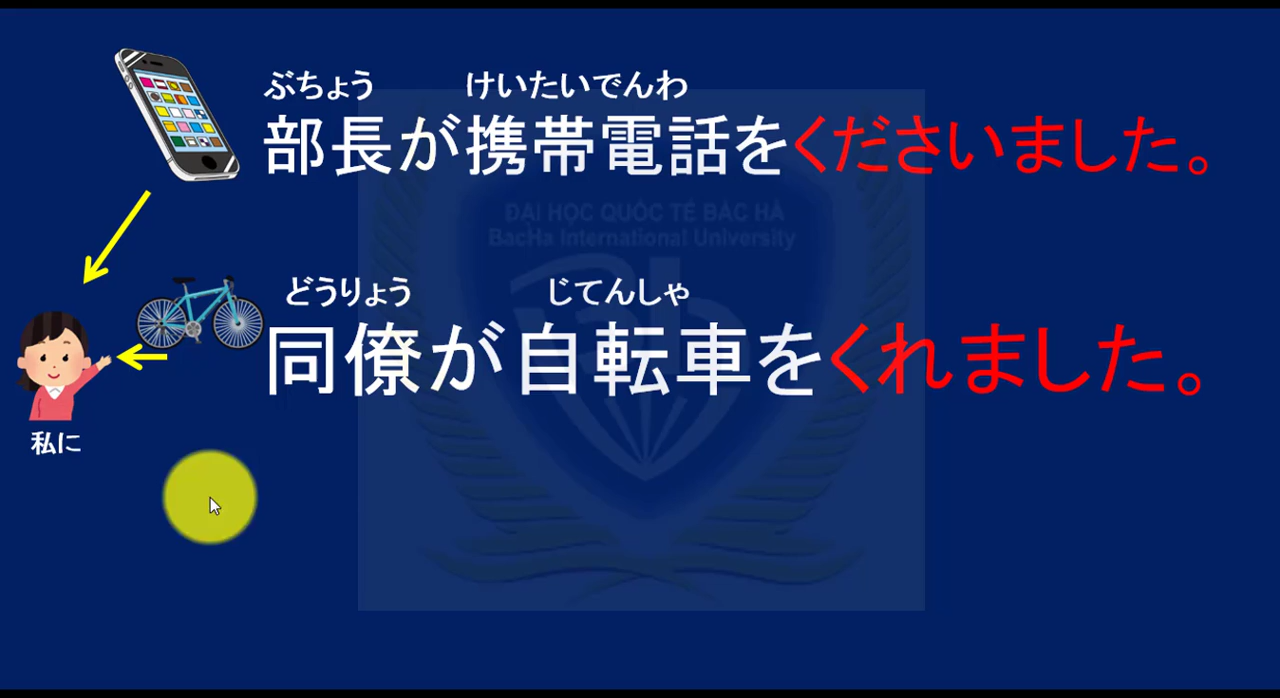 ぶちょう けいたいでんわ
部長が携帯電話をくださいました。
ĐẠI HỌC QUỐC TẾ BẮC HÀ
BacHa International University
どうりょう じてんしゃ
同僚が自転車をくれました。
私に